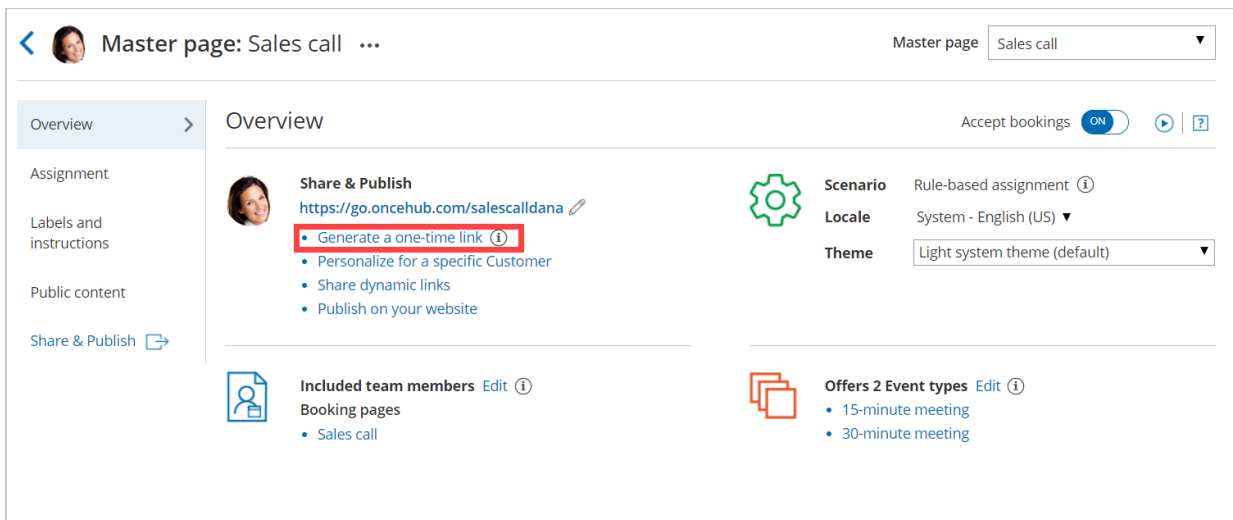 Master page: Sales call ...
Master page Sales call
Overview
Assignment
Labels and
instructions
Public content
Share & Publish
Overview
Accept bookings ON
Share & Publish
https://go.oncehub.com/salescalldana
• Generate a one-time link
• Personalize for a specific Customer
• Share dynamic links
• Publish on your website
Scenario Rule-based assignment
Locale System - English (US)
Theme Light system theme (default)
Included team members Edit
Booking pages
• Sales call
Offers 2 Event types Edit
• 15-minute meeting
• 30-minute meeting